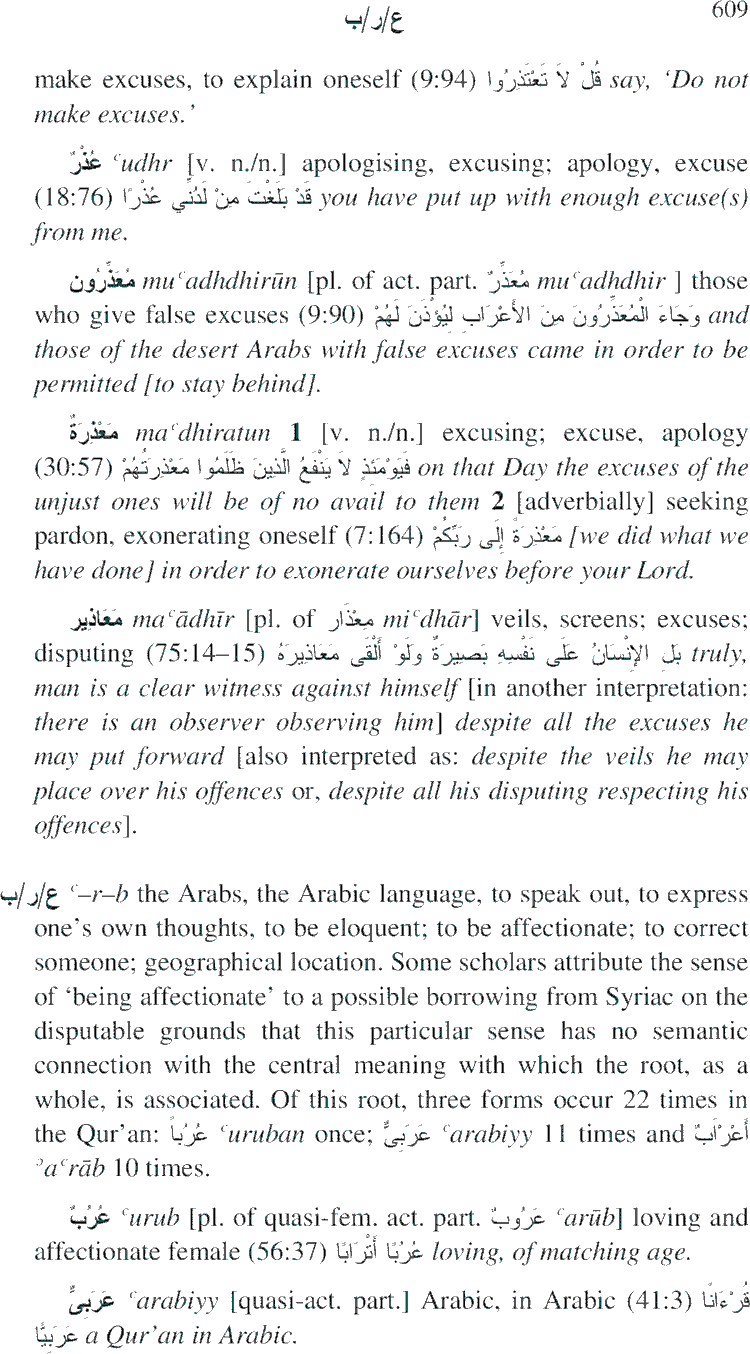 ع/ر/ب 609
make excuses, to explain oneself (9:94) قُلْ لاَ تَعْتَذِرُوا say, ‘Do not
make excuses.’
عُذْرٌ ʿudhr [v. n./n.] apologising, excusing; apology, excuse
(18:76) قَدْ بَلَغْتَ مِنْ لَدُنِّي عُذْرًا you have put up with enough excuse(s)
from me.
مُعَذِّرُون muʿadhdhirūn [pl. of act. part. مُعَذِّرٌ muʿadhdhir ] those
who give false excuses (9:90) وَجَاءَ الْمُعَذِّرُونَ مِنَ الأَعْرَابِ لِيُؤْذَنَ لَهُمْ and
those of the desert Arabs with false excuses came in order to be
permitted [to stay behind].
مَعْذِرَةٌ maʿdhiratun 1 [v. n./n.] excusing; excuse, apology
(30:57) فَيَوْمَئِذٍ لاَ يَنْفَعُ الَّذِينَ ظَلَمُوا مَعْذِرَتُهُمْ on that Day the excuses of the
unjust ones will be of no avail to them 2 [adverbially] seeking
pardon, exonerating oneself (7:164) مَعْذِرَةً إِلَى رَبِّكُمْ [we did what we
have done] in order to exonerate ourselves before your Lord.
مَعَاذِير maʿādhīr [pl. of مِعْذَار miʿdhār] veils, screens; excuses;
disputing (75:14–15) بَلِ الإِنْسَانُ عَلَى نَفْسِهِ بَصِيرَةٌ وَلَوْ أَلْقَى مَعَاذِيرَهُ truly,
man is a clear witness against himself [in another interpretation:
there is an observer observing him] despite all the excuses he
may put forward [also interpreted as: despite the veils he may
place over his offences or, despite all his disputing respecting his
offences].
ع/ر/ب ʿ–r–b the Arabs, the Arabic language, to speak out, to express
one’s own thoughts, to be eloquent; to be affectionate; to correct
someone; geographical location. Some scholars attribute the sense
of ‘being affectionate’ to a possible borrowing from Syriac on the
disputable grounds that this particular sense has no semantic
connection with the central meaning with which the root, as a
whole, is associated. Of this root, three forms occur 22 times in
the Qur’an: عُرُباً ʿuruban once; عَرَبِيٌّ ʿarabiyy 11 times and أَعْرَابٌ
ʾaʿrāb 10 times.
عُرُبٌ ʿurub [pl. of quasi-fem. act. part. عَرُوبٌ ʿarūb] loving and
affectionate female (56:37) عُرُبًا أَتْرَابًا loving, of matching age.
عَرَبِيٌّ ʿarabiyy [quasi-act. part.] Arabic, in Arabic (41:3) قُرْءَانًا
عَرَبِيًّا a Qur’an in Arabic.